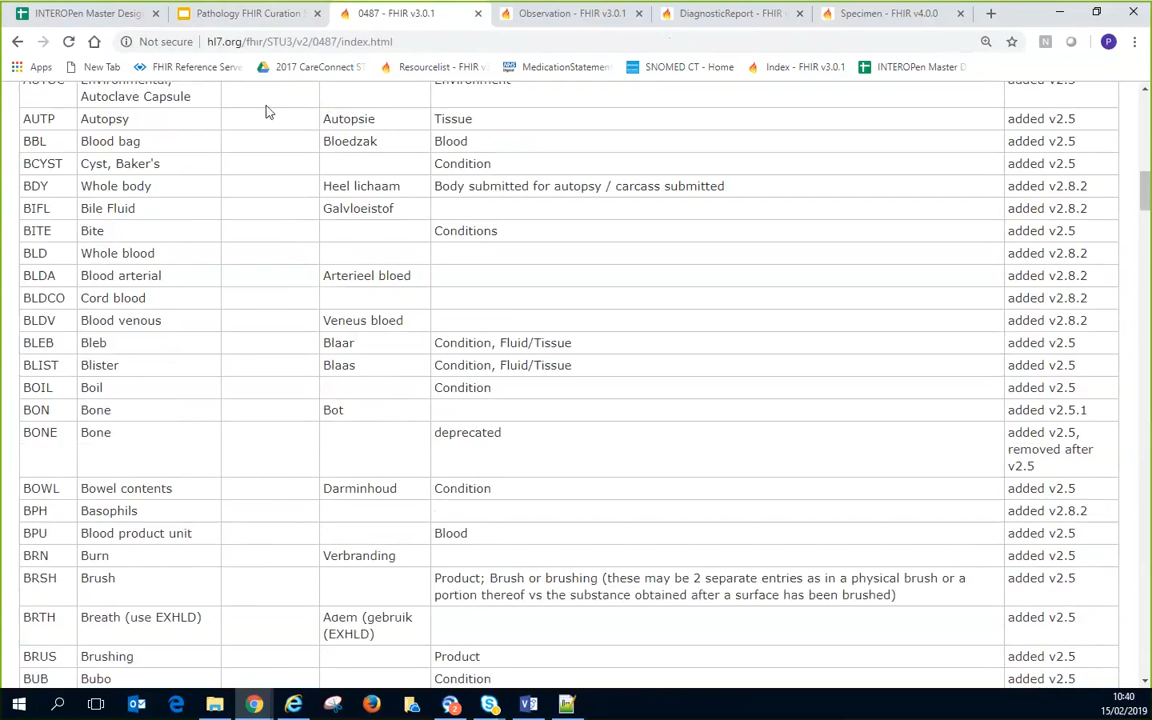 INTEROPen Master Desig
Pathology FHIR Curation
0487 - FHIR v3.0.1
Observation - FHIR v3.0.1
DiagnosticReport - FHIR v
Specimen - FHIR v4.0.0
Not secure hl7.org/fhir/STU3/v2/0487/index.html
N
P
Apps New Tab FHIR Reference Serve 2017 CareConnect ST Resourcelist - FHIR v MedicationStatemen SNOMED CT - Home Index - FHIR v3.0.1 INTEROPen Master D
Environmental, Environment added v2.5
Autoclave Capsule
AUTP Autopsy Autopsie Tissue added v2.5
BBL Blood bag Bloedzak Blood added v2.5
BCYST Cyst, Baker's Condition added v2.5
BDY Whole body Heel lichaam Body submitted for autopsy / carcass submitted added v2.8.2
BIFL Bile Fluid Galvloeistof added v2.8.2
BITE Bite Conditions added v2.5
BLD Whole blood added v2.8.2
BLDA Blood arterial Arterieel bloed added v2.8.2
BLDCO Cord blood added v2.8.2
BLDV Blood venous Veneus bloed added v2.8.2
BLEB Bleb Blaar Condition, Fluid/Tissue added v2.5
BLIST Blister Blaas Condition, Fluid/Tissue added v2.5
BOIL Boil Condition added v2.5
BON Bone Bot added v2.5.1
BONE Bone deprecated added v2.5,
removed after
v2.5
BOWL Bowel contents Darminhoud Condition added v2.5
BPH Basophils added v2.8.2
BPU Blood product unit Blood added v2.5
BRN Burn Verbranding added v2.5
BRSH Brush Product; Brush or brushing (these may be 2 separate entries as in a physical brush or a added v2.5
portion thereof vs the substance obtained after a surface has been brushed)
BRTH Breath (use EXHLD) Adem (gebruik added v2.5
(EXHLD)
BRUS Brushing Product added v2.5
BUB Bubo Condition added v2.5
10:40
15/02/2019